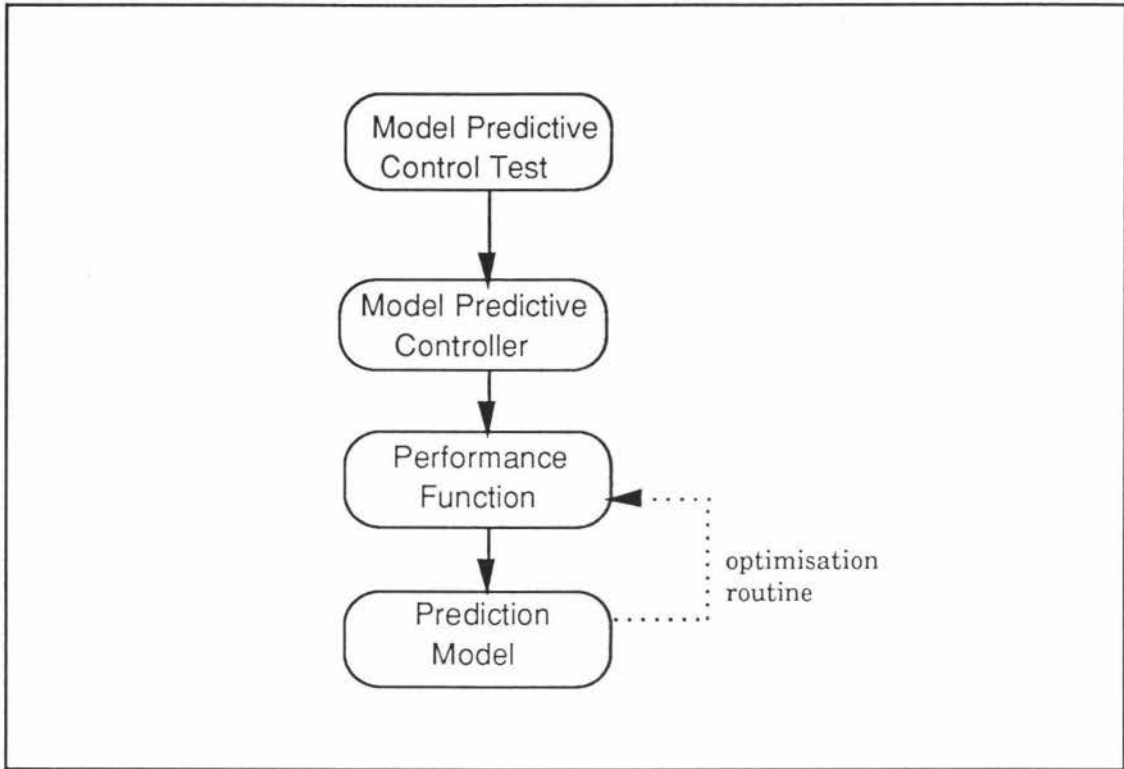 Model Predictive
Control Test
Model Predictive
Controller
Performance
Function
optimisation
routine
Prediction
Model